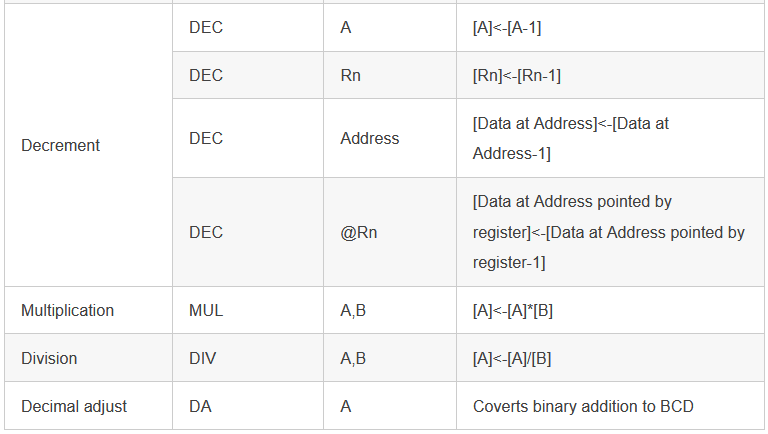 DEC A [A]<-[A-1]
DEC Rn [Rn]<-[Rn-1]
Decrement
DEC Address [Data at Address]<-[Data at
Address-1]
DEC @Rn [Data at Address pointed by
register]<-[Data at Address pointed by
register-1]
Multiplication MUL A,B [A]<-[A]*[B]
Division DIV A,B [A]<-[A]/[B]
Decimal adjust DA A Coverts binary addition to BCD